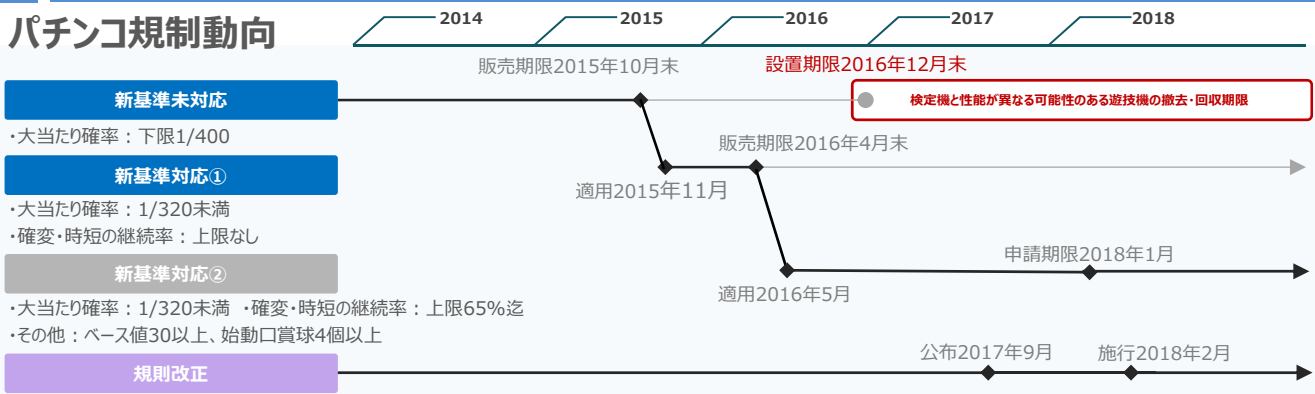 パチンコ規制動向
2014
2015
2016
2017
2018
販売期限2015年10月末
設置期限2016年12月末
新基準未対応
検定機と性能が異なる可能性のある遊技機の撤去・回収期限
・大当たり確率：下限1/400
販売期限2016年4月末
新基準対応①
適用2015年11月
・大当たり確率：1/320未満
・確変・時短の継続率：上限なし
申請期限2018年1月
新基準対応②
適用2016年5月
・大当たり確率：1/320未満 ・確変・時短の継続率：上限65%迄
・その他：ベース値30以上、始動口賞球4個以上
公布2017年9月
施行2018年2月
規則改正